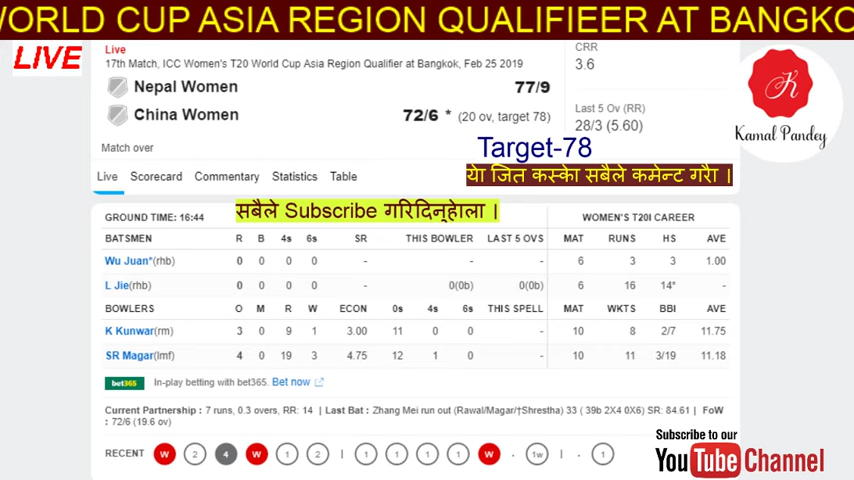 WORLD CUP ASIA REGION QUALIFIEER AT BANGKO
LIVE
Live
17th Match, ICC Women's T20 World Cup Asia Region Qualifier at Bangkok, Feb 25 2019
Nepal Women 77/9
China Women 72/6 * (20 ov, target 78)
Match over
CRR
3.6
Last 5 Ov (RR)
28/3 (5.60)
K
Kamal Pandey
Target-78
Live Scorecard Commentary Statistics Table
येा जित कस्केा सबैले कमेन्ट गरैा ।
सबैले Subscribe गरिदिनुहेाला ।
GROUND TIME: 16:44 WOMEN'S T20I CAREER
BATSMEN R B 4s 6s SR THIS BOWLER LAST 5 OVS MAT RUNS HS AVE
Wu Juan*(rhb) 0 0 0 0 - - - 6 3 3 1.00
L Jie(rhb) 0 0 0 0 - 0(0b) 0(0b) 6 16 14* -
BOWLERS O M R W ECON 0s 4s 6s THIS SPELL MAT WKTS BBI AVE
K Kunwar(rm) 3 0 9 1 3.00 11 0 0 - 10 8 2/7 11.75
SR Magar(lmf) 4 0 19 3 4.75 12 1 0 - 10 11 3/19 11.18
bet365 In-play betting with bet365. Bet now
Current Partnership : 7 runs, 0.3 overs, RR: 14 | Last Bat : Zhang Mei run out (Rawal/Magar/†Shrestha) 33 ( 39b 2X4 0X6) SR: 84.61 | FoW
: 72/6 (19.6 ov)
RECENT W 2 4 W 1 2 | 1 1 1 1 W . 1w | . 1
Subscribe to our
YouTube Channel